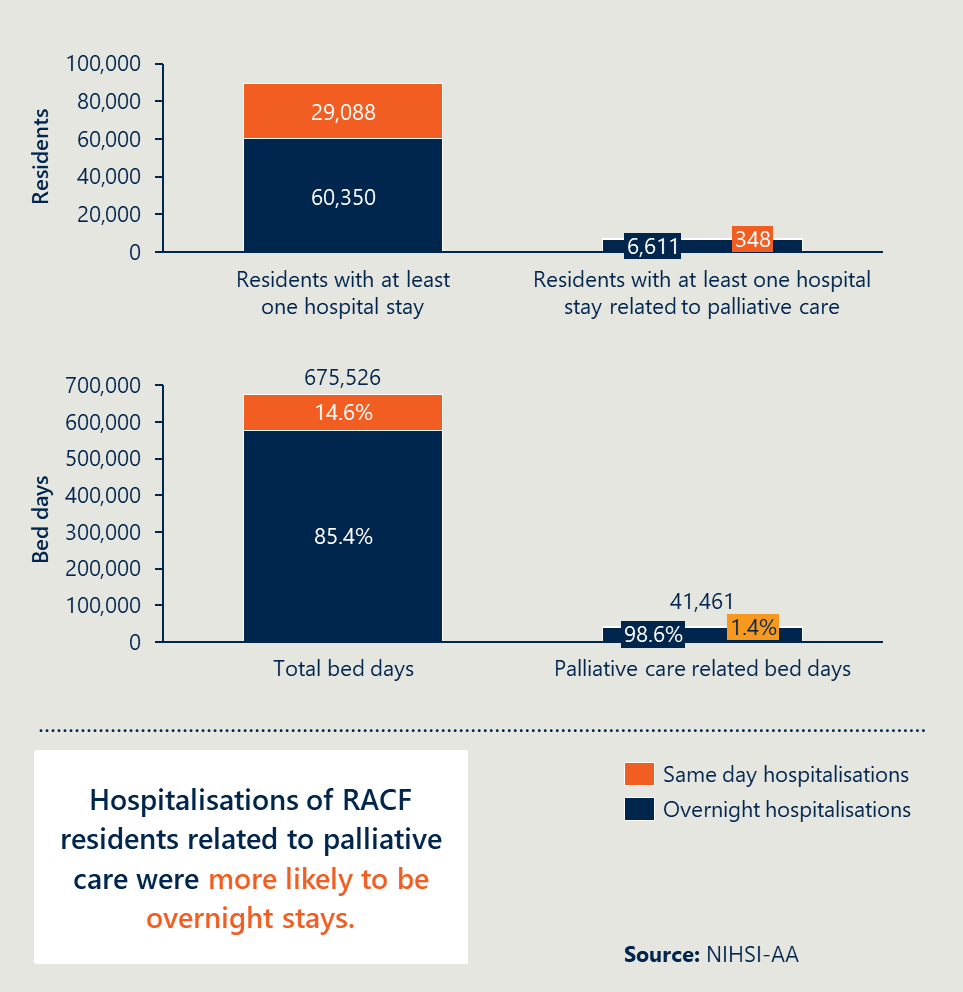 100,000
80,000
60,000
40,000
20,000
0
Residents
29,088
60,350
6,611
348
Residents with at least
one hospital stay
Residents with at least one hospital
stay related to palliative care
700,000
600,000
500,000
400,000
300,000
200,000
100,000
0
Bed days
675,526
14.6%
85.4%
41,461
98.6%
1.4%
Total bed days
Palliative care related bed days
Hospitalisations of RACF
residents related to palliative
care were more likely to be
overnight stays.
Same day hospitalisations
Overnight hospitalisations
Source: NIHSI-AA